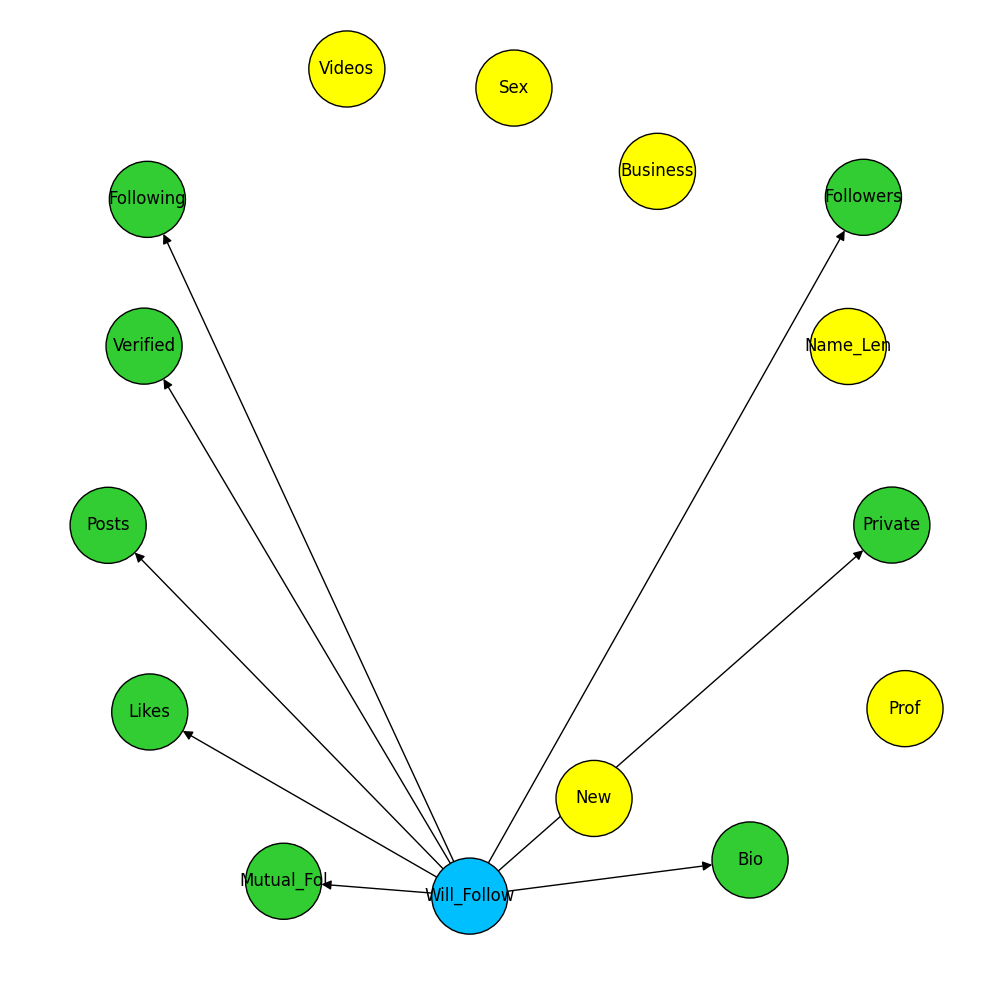 Videos
Sex
Business
Following
Followers
Verified
Name_Len
Posts
Private
Likes
Prof
New
Bio
Mutual_Fol
Will_Follow